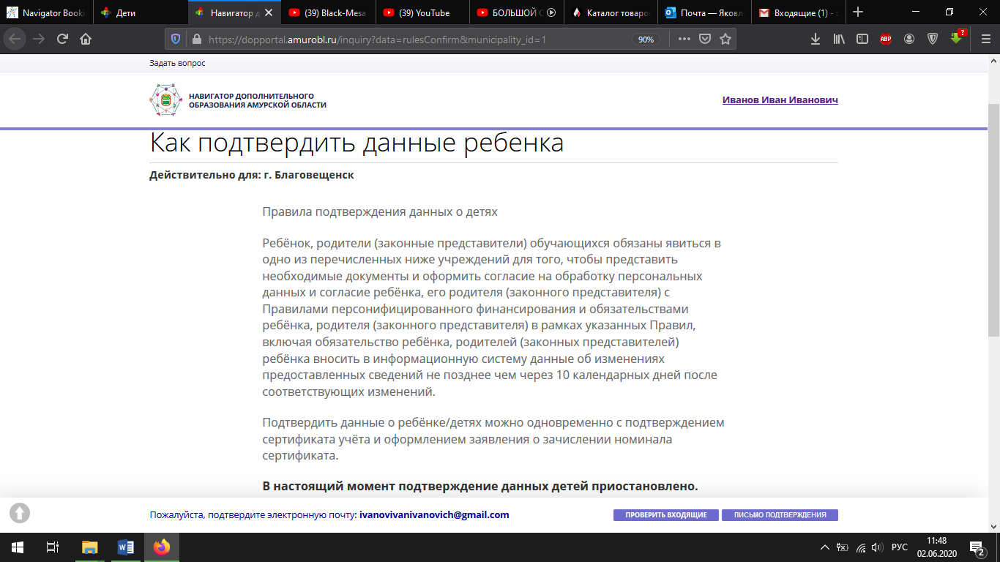 Navigator Booki
Дети
Навигатор д
(39) Black-Mesa
(39) YouTube
БОЛЬШОЙ С
Каталог товаров
Почта — Яковл
Входящие (1) - s
https://dopportal.amurobl.ru/inquiry?data=rulesConfirm&municipality_id=1
90%
ABP
?
Задать вопрос
НАВИГАТОР ДОПОЛНИТЕЛЬНОГО
ОБРАЗОВАНИЯ АМУРСКОЙ ОБЛАСТИ
Иванов Иван Иванович
Как подтвердить данные ребенка
Действительно для: г. Благовещенск
Правила подтверждения данных о детях
Ребёнок, родители (законные представители) обучающихся обязаны явиться в
одно из перечисленных ниже учреждений для того, чтобы представить
необходимые документы и оформить согласие на обработку персональных
данных и согласие ребёнка, его родителя (законного представителя) с
Правилами персонифицированного финансирования и обязательствами
ребёнка, родителя (законного представителя) в рамках указанных Правил,
включая обязательство ребёнка, родителей (законных представителей)
ребёнка вносить в информационную систему данные об изменениях
предоставленных сведений не позднее чем через 10 календарных дней после
соответствующих изменений.
Подтвердить данные о ребёнке/детях можно одновременно с подтверждением
сертификата учёта и оформлением заявления о зачислении номинала
сертификата.
В настоящий момент подтверждение данных детей приостановлено.
Пожалуйста, подтвердите электронную почту: ivanovivanivanovich@gmail.com
ПРОВЕРИТЬ ВХОДЯЩИЕ
ПИСЬМО ПОДТВЕРЖДЕНИЯ
РУС
11:48
02.06.2020
2